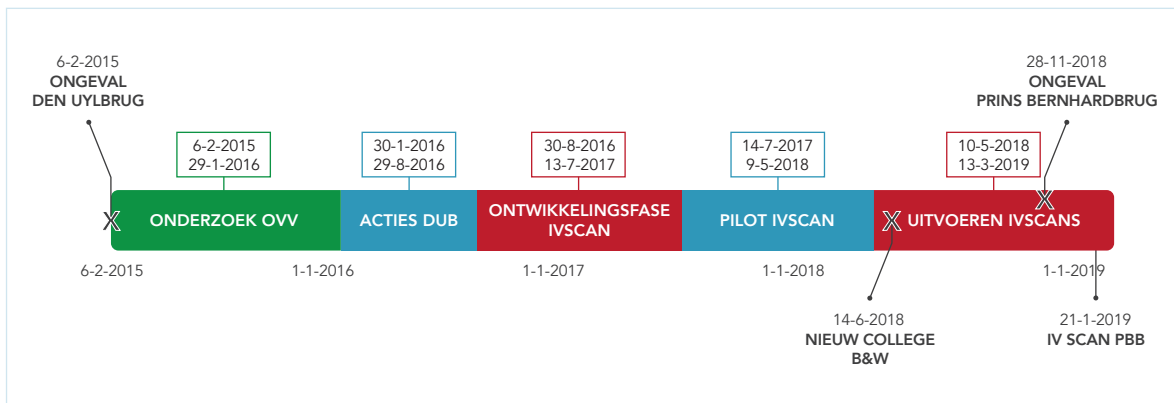 6-2-2015
ONGEVAL
DEN UYLBRUG
28-11-2018
ONGEVAL
PRINS BERNHARDBRUG
6-2-2015
29-1-2016
30-1-2016
29-8-2016
30-8-2016
13-7-2017
14-7-2017
9-5-2018
10-5-2018
13-3-2019
X
ONDERZOEK OVV
ACTIES DUB
ONTWIKKELINGSFASE
IVSCAN
PILOT IVSCAN
X
UITVOEREN IVSCANS
X
6-2-2015
1-1-2016
1-1-2017
1-1-2018
1-1-2019
14-6-2018
NIEUW COLLEGE
B&W
21-1-2019
IV SCAN PBB